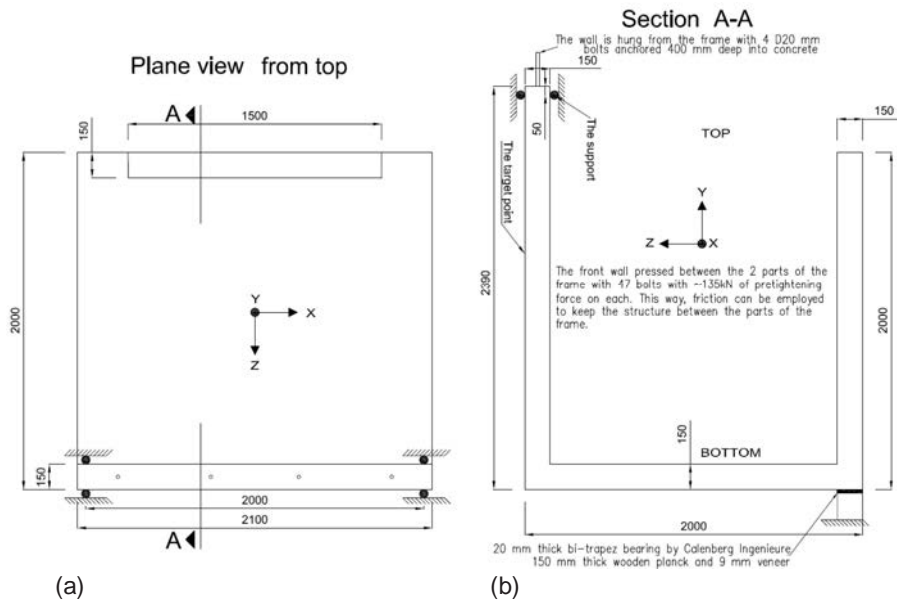 Plane view from top
A
1500
150
2000
Y
X
Z
150
2000
2100
A
(a)
Section A-A
The wall is hung from the frame with 4 D20 mm
bolts anchored 400 mm deep into concrete
150
50
The support
The target point
TOP
150
Y
Z
X
2390
The front wall pressed between the 2 parts of the
frame with 47 bolts with ~135kN of pretightening
force on each. This way, friction can be employed
to keep the structure between the parts of the
frame.
2000
150
BOTTOM
2000
20 mm thick bi-trapez bearing by Calenberg Ingenieure
150 mm thick wooden planck and 9 mm veneer
(b)